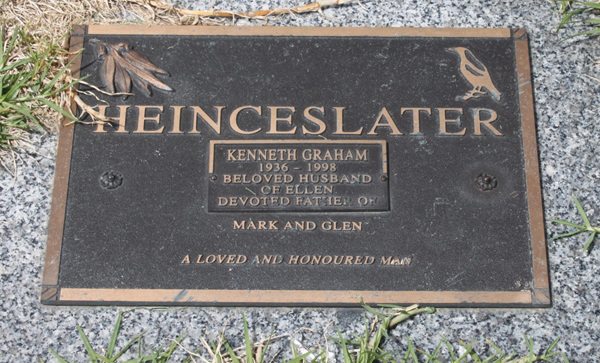 HEINCESLATER
KENNETH GRAHAM
1936 - 1998
BELOVED HUSBAND
OF ELLEN
DEVOTED FATHER OF
MARK AND GLEN
A LOVED AND HONOURED MAN